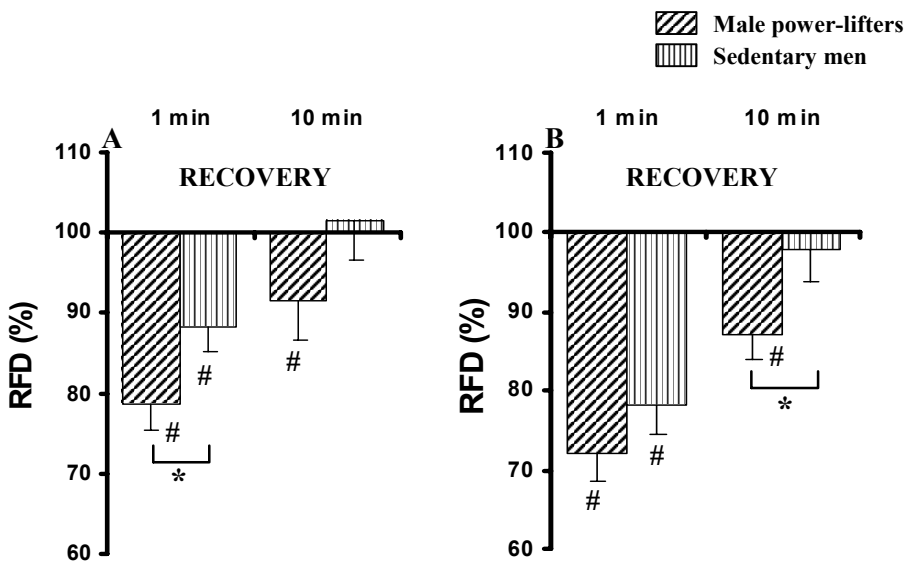 Male power-lifters
Sedentary men
1 min 10 min
A
RECOVERY
110
100
90
80
70
60
RFD (%)
#
#
#
*
1 min 10 min
B
RECOVERY
110
100
90
80
70
60
RFD (%)
#
#
#
*